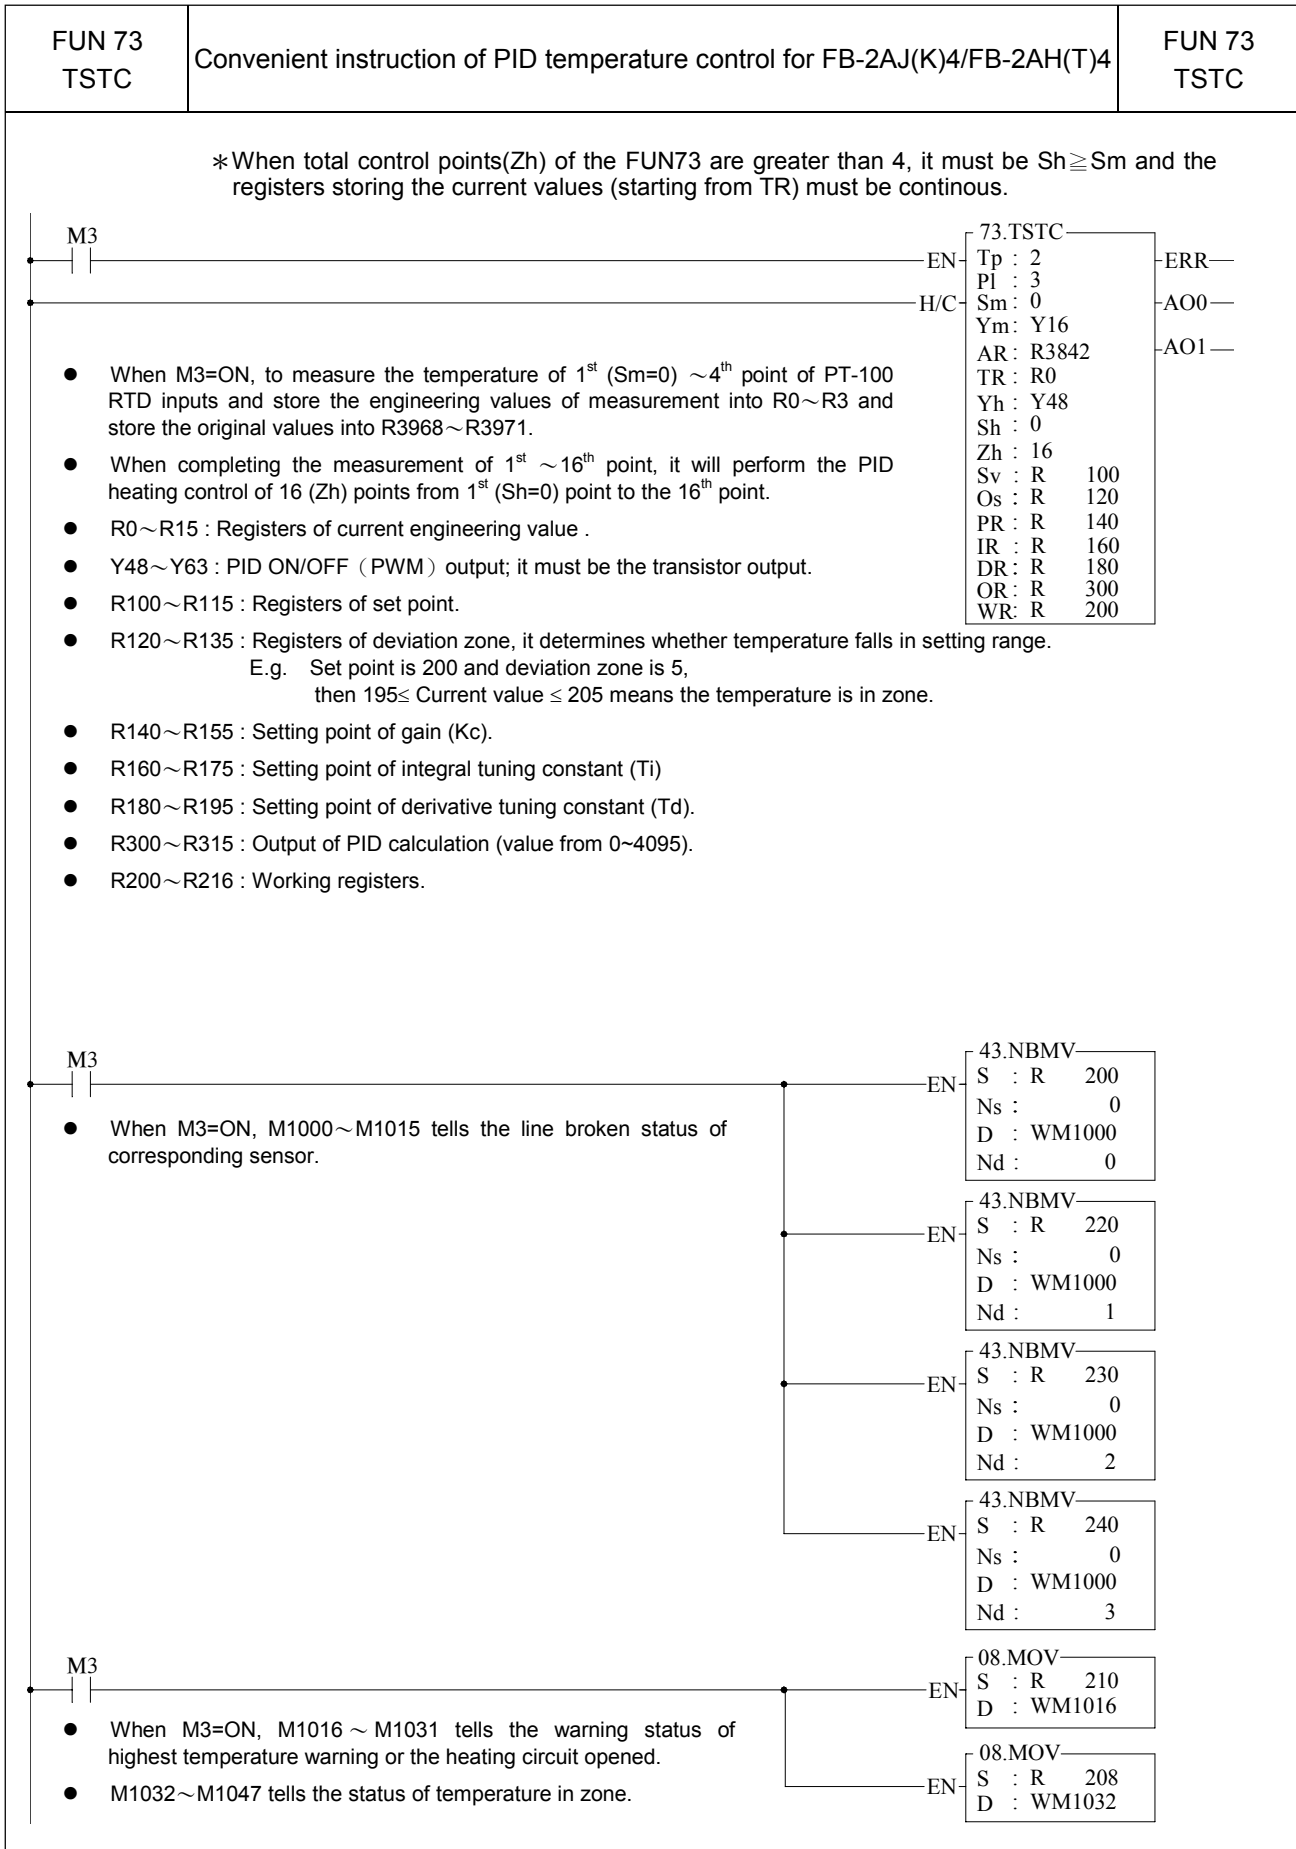 FUN 73
TSTC
Convenient instruction of PID temperature control for FB-2AJ(K)4/FB-2AH(T)4
FUN 73
TSTC
＊When total control points(Zh) of the FUN73 are greater than 4, it must be Sh≧Sm and the
registers storing the current values (starting from TR) must be continous.
M3
EN
H/C
73.TSTC
Tp : 2
Pl : 3
Sm : 0
Ym : Y16
AR : R3842
TR : R0
Yh : Y48
Sh : 0
Zh : 16
Sv : R 100
Os : R 120
PR : R 140
IR : R 160
DR : R 180
OR : R 300
WR: R 200
ERR
AO0
AO1
● When M3=ON, to measure the temperature of 1st (Sm=0) ～4th point of PT-100
RTD inputs and store the engineering values of measurement into R0～R3 and
store the original values into R3968～R3971.
● When completing the measurement of 1st ～16th point, it will perform the PID
heating control of 16 (Zh) points from 1st (Sh=0) point to the 16th point.
● R0～R15 : Registers of current engineering value .
● Y48～Y63 : PID ON/OFF（PWM）output; it must be the transistor output.
● R100～R115 : Registers of set point.
● R120～R135 : Registers of deviation zone, it determines whether temperature falls in setting range.
E.g. Set point is 200 and deviation zone is 5,
then 195≤ Current value ≤ 205 means the temperature is in zone.
● R140～R155 : Setting point of gain (Kc).
● R160～R175 : Setting point of integral tuning constant (Ti)
● R180～R195 : Setting point of derivative tuning constant (Td).
● R300～R315 : Output of PID calculation (value from 0~4095).
● R200～R216 : Working registers.
M3
EN
43.NBMV
S : R 200
Ns : 0
D : WM1000
Nd : 0
● When M3=ON, M1000～M1015 tells the line broken status of
corresponding sensor.
EN
43.NBMV
S : R 220
Ns : 0
D : WM1000
Nd : 1
EN
43.NBMV
S : R 230
Ns : 0
D : WM1000
Nd : 2
EN
43.NBMV
S : R 240
Ns : 0
D : WM1000
Nd : 3
M3
EN
08.MOV
S : R 210
D : WM1016
● When M3=ON, M1016～M1031 tells the warning status of
highest temperature warning or the heating circuit opened.
● M1032～M1047 tells the status of temperature in zone.
EN
08.MOV
S : R 208
D : WM1032